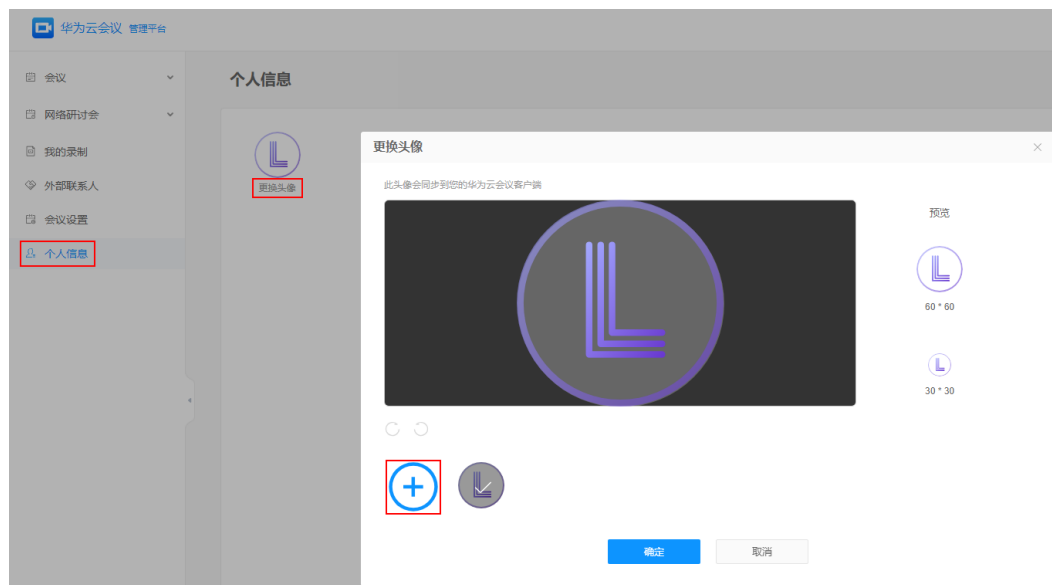 华为云会议 管理平台
会议
网络研讨会
我的录制
外部联系人
会议设置
个人信息
个人信息
更换头像
更换头像
此头像会同步到您的华为云会议客户端
预览
60 * 60
30 * 30
确定
取消